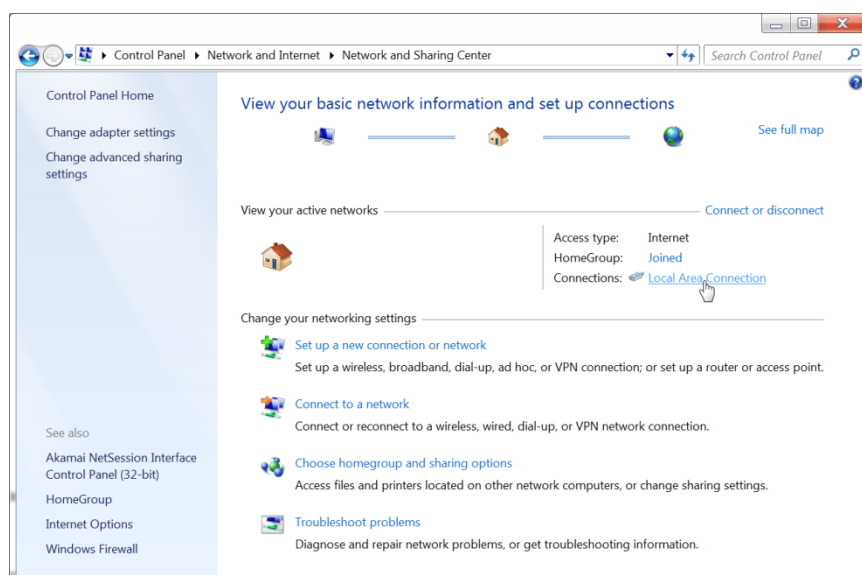 Control Panel ▸ Network and Internet ▸ Network and Sharing Center
Search Control Panel
Control Panel Home
Change adapter settings
Change advanced sharing
settings
View your basic network information and set up connections
See full map
View your active networks
Connect or disconnect
Access type: Internet
HomeGroup: Joined
Connections: Local Area Connection
Change your networking settings
Set up a new connection or network
Set up a wireless, broadband, dial-up, ad hoc, or VPN connection; or set up a router or access point.
Connect to a network
Connect or reconnect to a wireless, wired, dial-up, or VPN network connection.
Choose homegroup and sharing options
Access files and printers located on other network computers, or change sharing settings.
Troubleshoot problems
Diagnose and repair network problems, or get troubleshooting information.
See also
Akamai NetSession Interface
Control Panel (32-bit)
HomeGroup
Internet Options
Windows Firewall